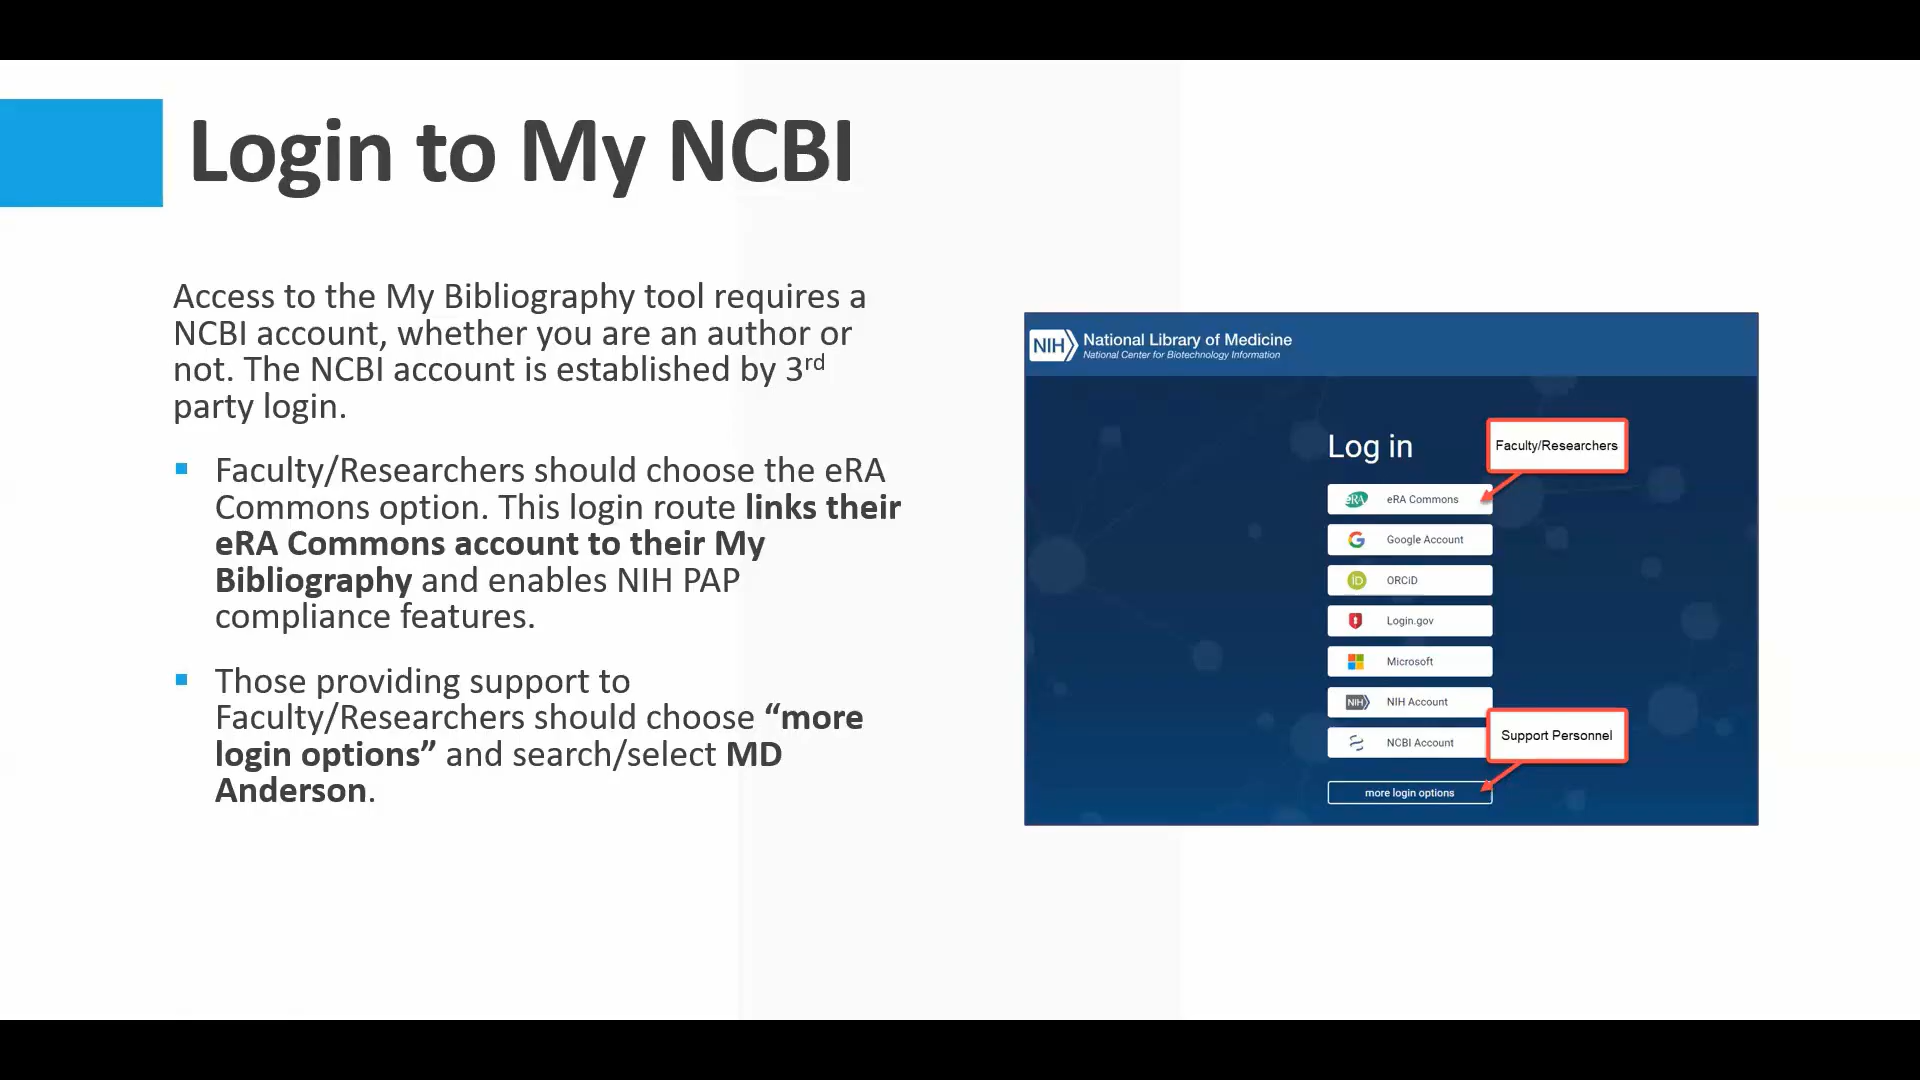 Login to My NCBI
Access to the My Bibliography tool requires a
NCBI account, whether you are an author or
not. The NCBI account is established by 3rd
party login.
Faculty/Researchers should choose the eRA
Commons option. This login route links their
eRA Commons account to their My
Bibliography and enables NIH PAP
compliance features.
Those providing support to
Faculty/Researchers should choose “more
login options” and search/select MD
Anderson.
NIH
National Library of Medicine
National Center for Biotechnology Information
Log in
Faculty/Researchers
eRA eRA Commons
G Google Account
iD ORCiD
Login.gov
Microsoft
NIH NIH Account
NCBI Account
Support Personnel
more login options